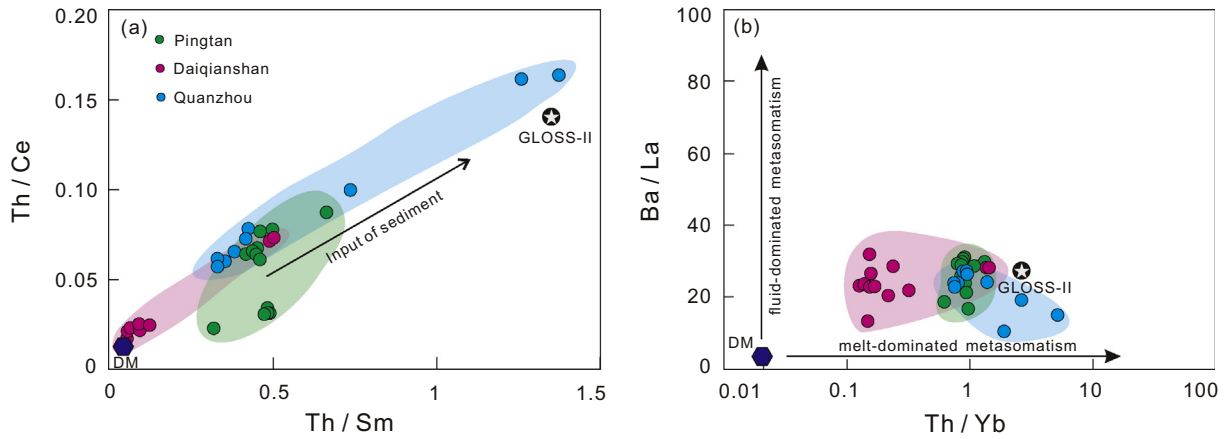 (a)
Pingtan
Daiqianshan
Quanzhou
0.20
0.15
0.10
0.05
0
Th / Ce
GLOSS-II
Input of sediment
DM
0
0.5
1
1.5
Th / Sm
(b)
100
80
60
40
20
0
Ba / La
fluid-dominated metasomatism
GLOSS-II
DM
melt-dominated metasomatism
0.01
0.1
1
10
100
Th / Yb